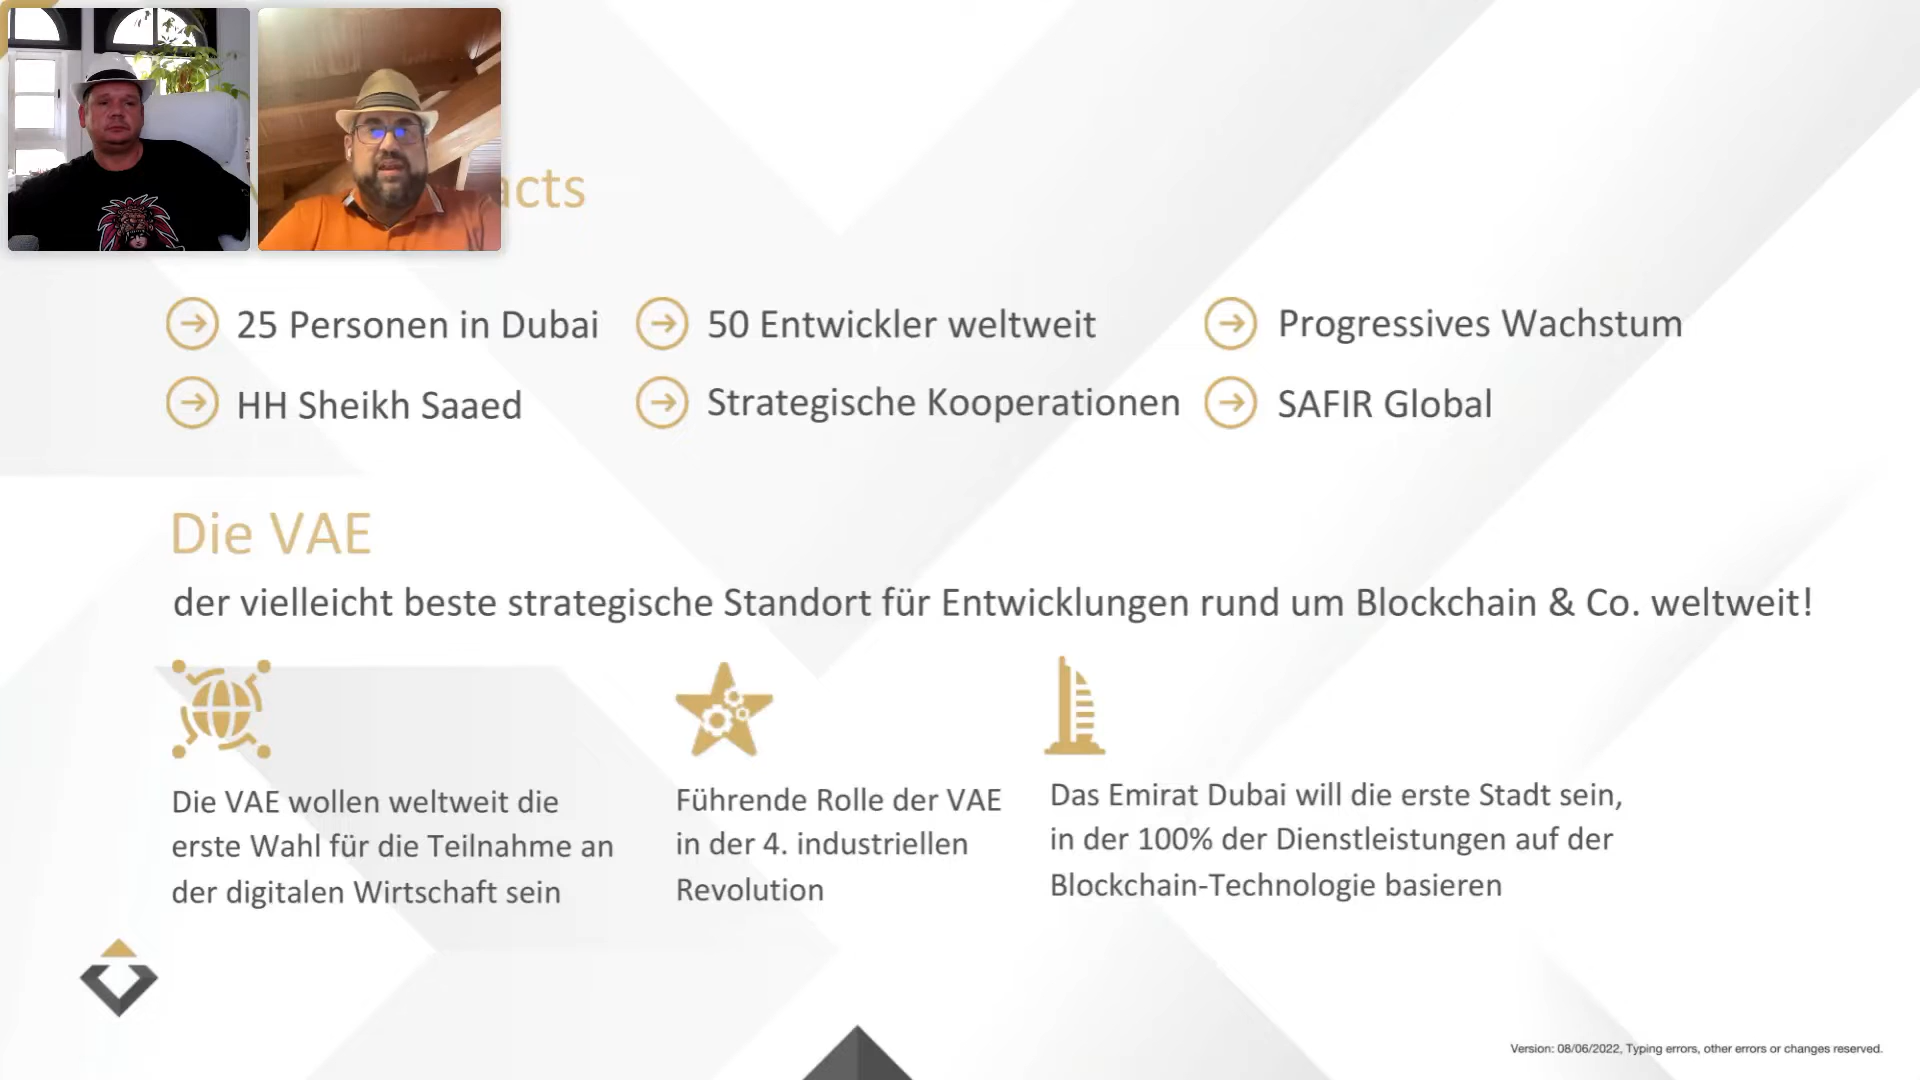 acts
25 Personen in Dubai
50 Entwickler weltweit
Progressives Wachstum
HH Sheikh Saaed
Strategische Kooperationen
SAFIR Global
Die VAE
der vielleicht beste strategische Standort für Entwicklungen rund um Blockchain & Co. weltweit!
Die VAE wollen weltweit die
erste Wahl für die Teilnahme an
der digitalen Wirtschaft sein
Führende Rolle der VAE
in der 4. industriellen
Revolution
Das Emirat Dubai will die erste Stadt sein,
in der 100% der Dienstleistungen auf der
Blockchain-Technologie basieren
Version: 08/06/2022, Typing errors, other errors or changes reserved.